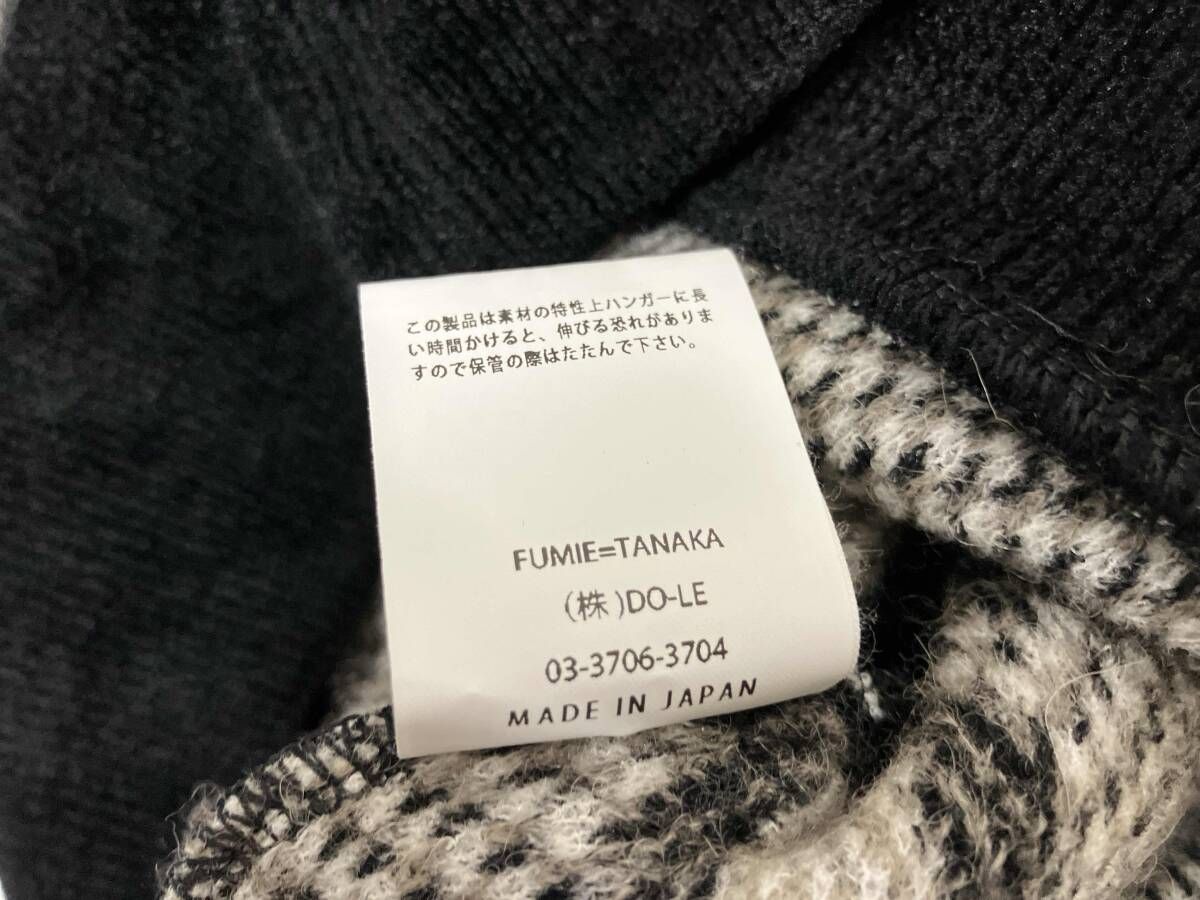 この製品は素材の特性上ハンガーに長
い時間かけると、伸びる恐れがありま
すので保管の際はたたんで下さい。
FUMIE=TANAKA
(株)DO-LE
03-3706-3704
MADE IN JAPAN